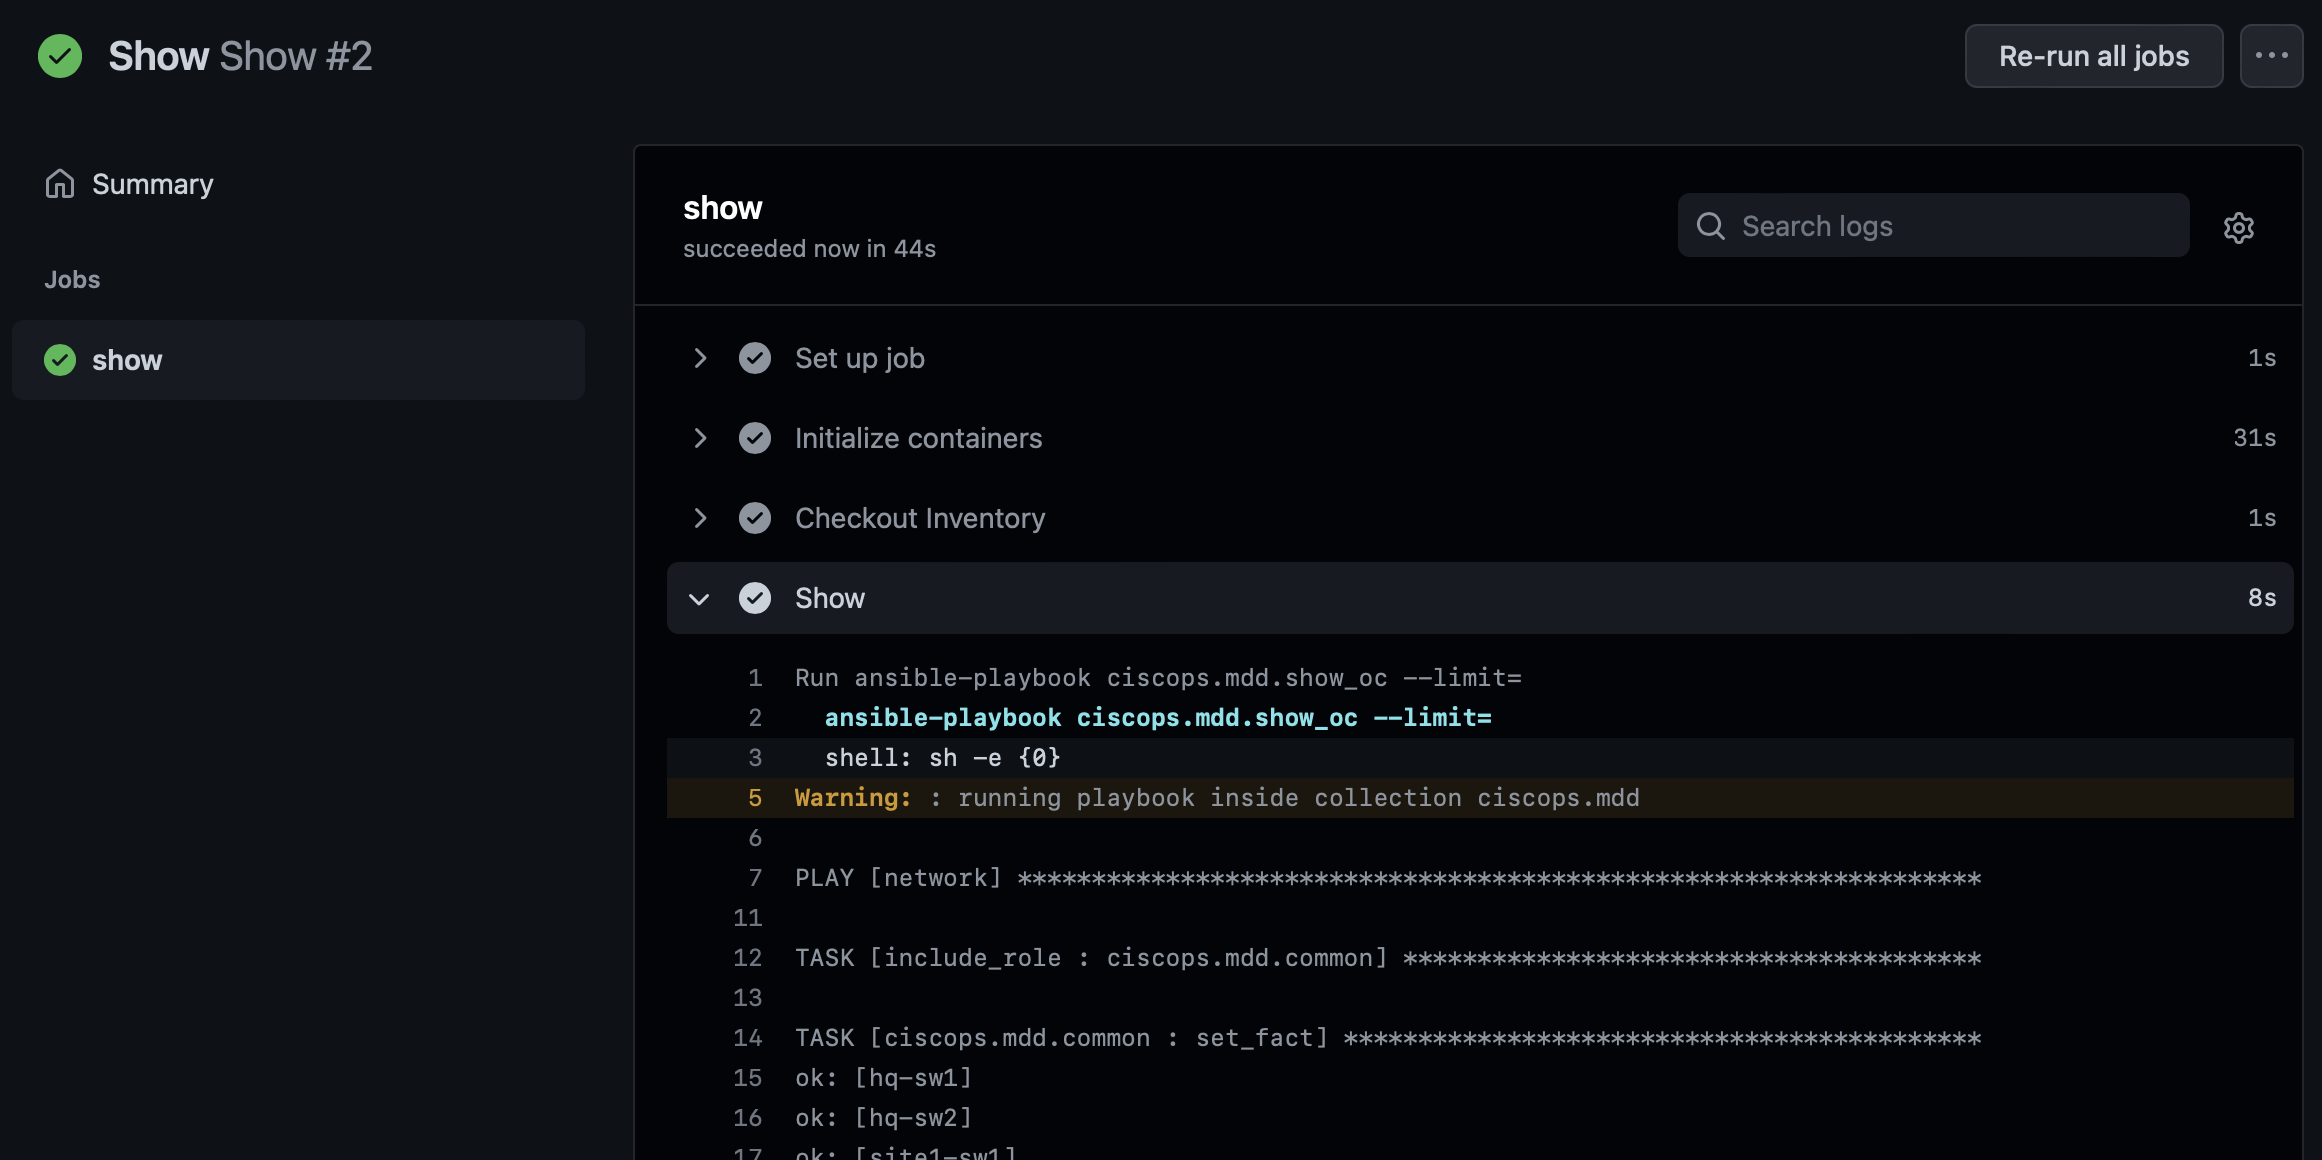 Show Show #2
Re-run all jobs
Summary
Jobs
show
show
succeeded now in 44s
Search logs
Set up job 1s
Initialize containers 31s
Checkout Inventory 1s
Show 8s
1 Run ansible-playbook ciscops.mdd.show_oc --limit=
2 ansible-playbook ciscops.mdd.show_oc --limit=
3 shell: sh -e {0}
5 Warning: : running playbook inside collection ciscops.mdd
6
7 PLAY [network] *****************************************************************
11
12 TASK [include_role : ciscops.mdd.common] ***************************************
13
14 TASK [ciscops.mdd.common : set_fact] *******************************************
15 ok: [hq-sw1]
16 ok: [hq-sw2]
17 ok: [site1-sw1]